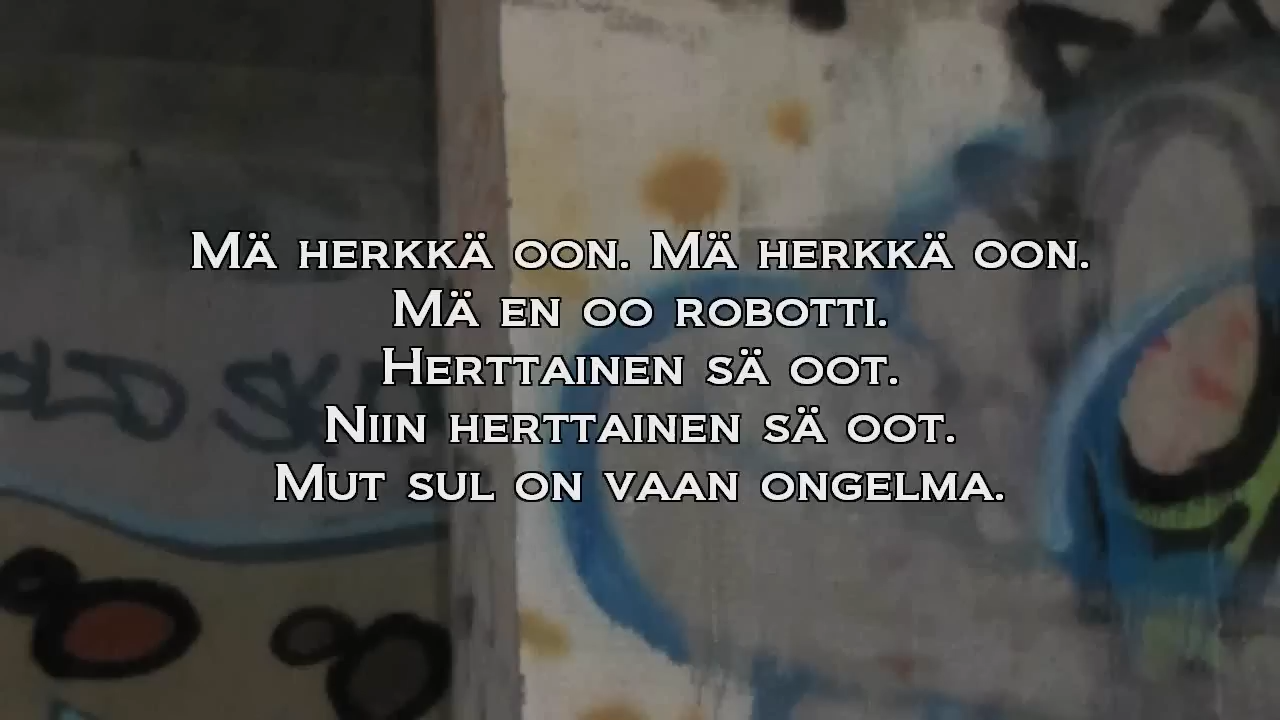 Mä herkkä oon. Mä herkkä oon.
Mä en oo robotti.
Herttainen sä oot.
Niin herttainen sä oot.
Mut sul on vaan ongelma.